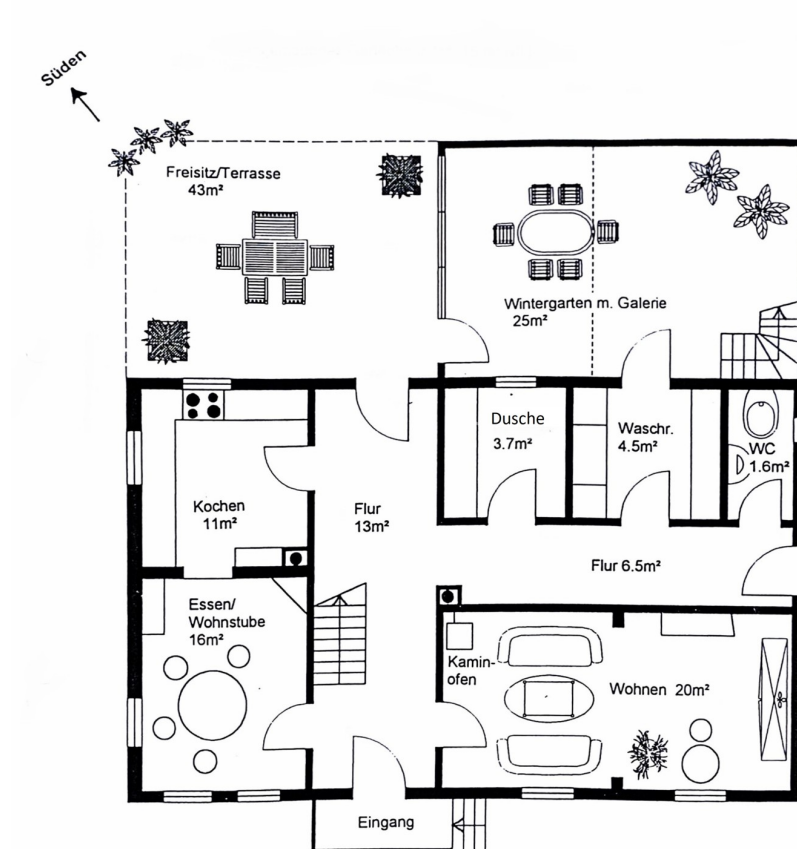 Süden
Freisitz/Terrasse
43m²
Wintergarten m. Galerie
25m²
Dusche
3.7m²
Waschr.
4.5m²
WC
1.6m²
Kochen
11m²
Flur
13m²
Flur 6.5m²
Essen/
Wohnstube
16m²
Kamin-
ofen
Wohnen 20m²
Eingang